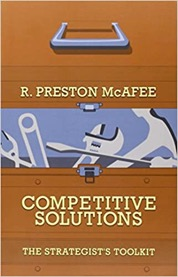 R. PRESTON McAFEE
COMPETITIVE
SOLUTIONS
THE STRATEGIST'S TOOLKIT